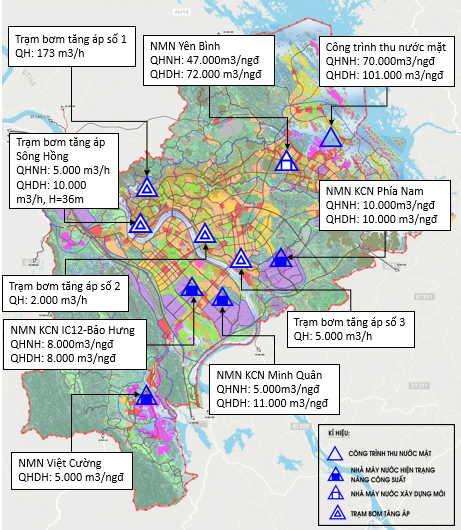 Trạm bơm tăng áp số 1
QH: 173 m3/h
NMN Yên Bình
QHNH: 47.000m3/ngđ
QHDH: 72.000 m3/ngđ
Công trình thu nước mặt
QHNH: 70.000m3/ngđ
QHDH: 101.000 m3/ngđ
Trạm bơm tăng áp
Sông Hồng
QHNH: 5.000 m3/h
QHDH: 10.000
m3/h, H=36m
NMN KCN Phía Nam
QHNH: 10.000m3/ngđ
QHDH: 10.000 m3/ngđ
Trạm bơm tăng áp số 2
QH: 2.000 m3/h
Trạm bơm tăng áp số 3
QH: 5.000 m3/h
NMN KCN IC12-Bảo Hưng
QHNH: 8.000m3/ngđ
QHDH: 8.000 m3/ngđ
NMN KCN Minh Quân
QHNH: 5.000m3/ngđ
QHDH: 11.000 m3/ngđ
NMN Việt Cường
QHDH: 5.000 m3/ngđ
KÍ HIỆU:
CÔNG TRÌNH THU NƯỚC MẶT
NHÀ MÁY NƯỚC HIỆN TRẠNG
NÂNG CÔNG SUẤT
NHÀ MÁY NƯỚC XÂY DỰNG MỚI
TRẠM BƠM TĂNG ÁP